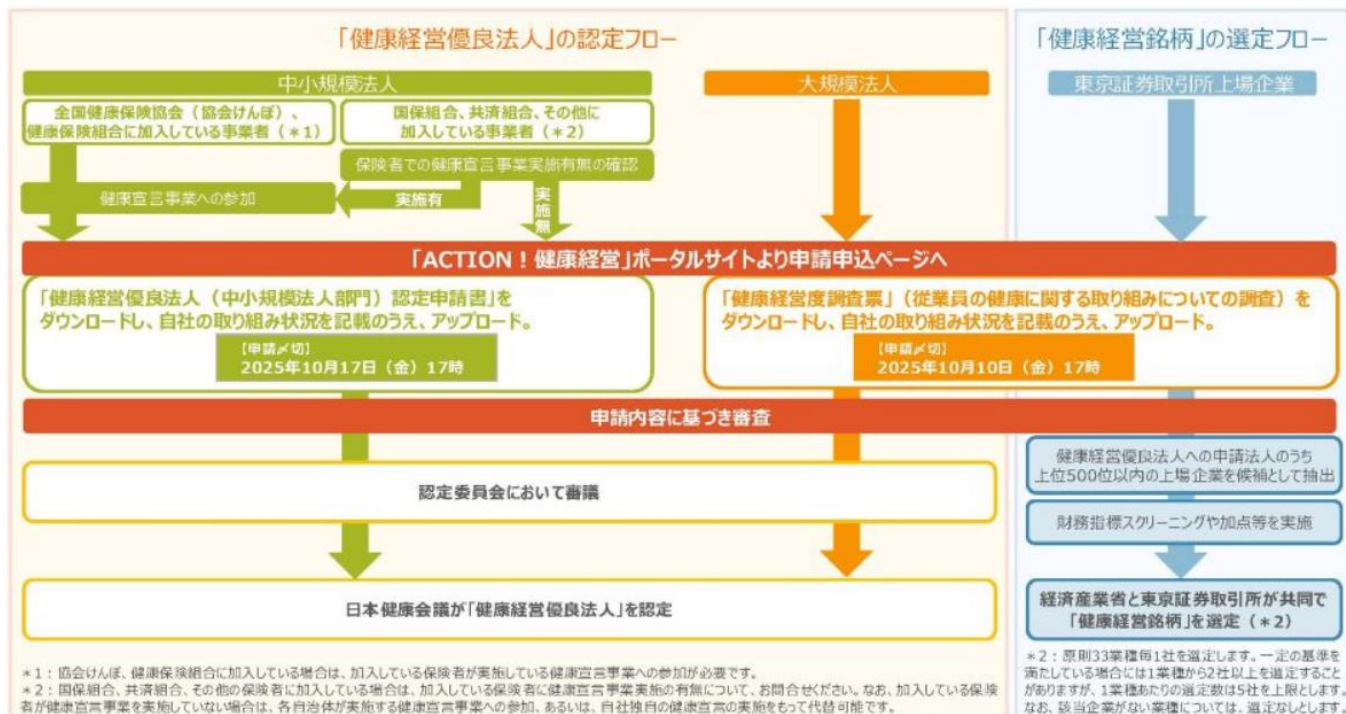 「健康経営優良法人」の認定フロー
中小規模法人
全国健康保険協会（協会けんぽ）、
健康保険組合に加入している事業者（＊1）
国保組合、共済組合、その他に
加入している事業者（＊2）
保険者での健康宣言事業実施有無の確認
健康宣言事業への参加
実施有
実施無
大規模法人
「健康経営銘柄」の選定フロー
東京証券取引所上場企業
「ACTION！健康経営」ポータルサイトより申請申込ページへ
「健康経営優良法人（中小規模法人部門）認定申請書」を
ダウンロードし、自社の取り組み状況を記載のうえ、アップロード。
【申請〆切】
2025年10月17日（金）17時
「健康経営度調査票」（従業員の健康に関する取り組みについての調査）を
ダウンロードし、自社の取り組み状況を記載のうえ、アップロード。
【申請〆切】
2025年10月10日（金）17時
申請内容に基づき審査
認定委員会において審議
日本健康会議が「健康経営優良法人」を認定
健康経営優良法人への申請法人のうち
上位500位以内の上場企業を候補として抽出
財務指標スクリーニングや加点等を実施
経済産業省と東京証券取引所が共同で
「健康経営銘柄」を選定（＊2）
＊1：協会けんぽ、健康保険組合に加入している場合は、加入している保険者が実施している健康宣言事業への参加が必要です。
＊2：国保組合、共済組合、その他の保険者に加入している場合は、加入している保険者に健康宣言事業実施の有無について、お問合せください。なお、加入している保険
者が健康宣言事業を実施していない場合は、各自治体が実施する健康宣言事業への参加、あるいは、自社独自の健康宣言の実施をもって代替可能です。
＊2：原則33業種毎1社を選定します。一定の基準を
満たしている場合には1業種から2社以上を選定すること
がありますが、1業種あたりの選定数は5社を上限とします。
なお、該当企業がない業種については、選定なしとします。